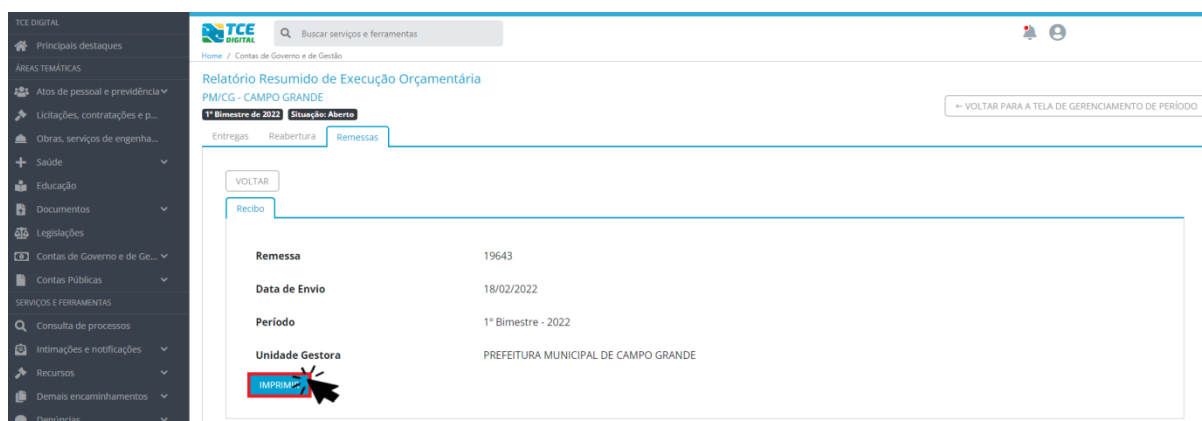 TCE DIGITAL
Principais destaques
ÁREAS TEMÁTICAS
Atos de pessoal e previdência
Licitações, contratações e p...
Obras, serviços de engenha...
Saúde
Educação
Documentos
Legislações
Contas de Governo e de Ge...
Contas Públicas
SERVIÇOS E FERRAMENTAS
Consulta de processos
Intimações e notificações
Recursos
Demais encaminhamentos
Denúncias
TCE
DIGITAL
Buscar serviços e ferramentas
Home / Contas de Governo e de Gestão
Relatório Resumido de Execução Orçamentária
PM/CG - CAMPO GRANDE
1º Bimestre de 2022 Situação: Aberto
← VOLTAR PARA A TELA DE GERENCIAMENTO DE PERÍODO
Entregas Reabertura Remessas
VOLTAR
Recibo
Remessa 19643
Data de Envio 18/02/2022
Período 1º Bimestre - 2022
Unidade Gestora PREFEITURA MUNICIPAL DE CAMPO GRANDE
IMPRIMIR